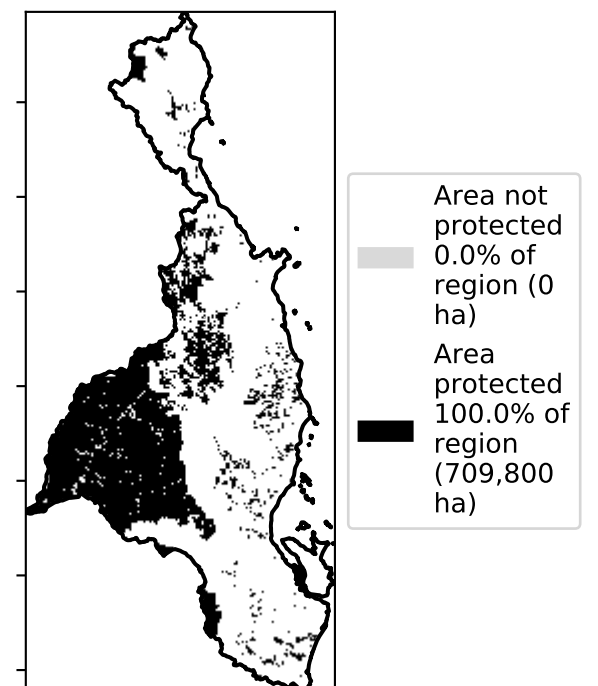 Area not
protected
0.0% of
region (0
ha)
Area
protected
100.0% of
region
(709,800
ha)